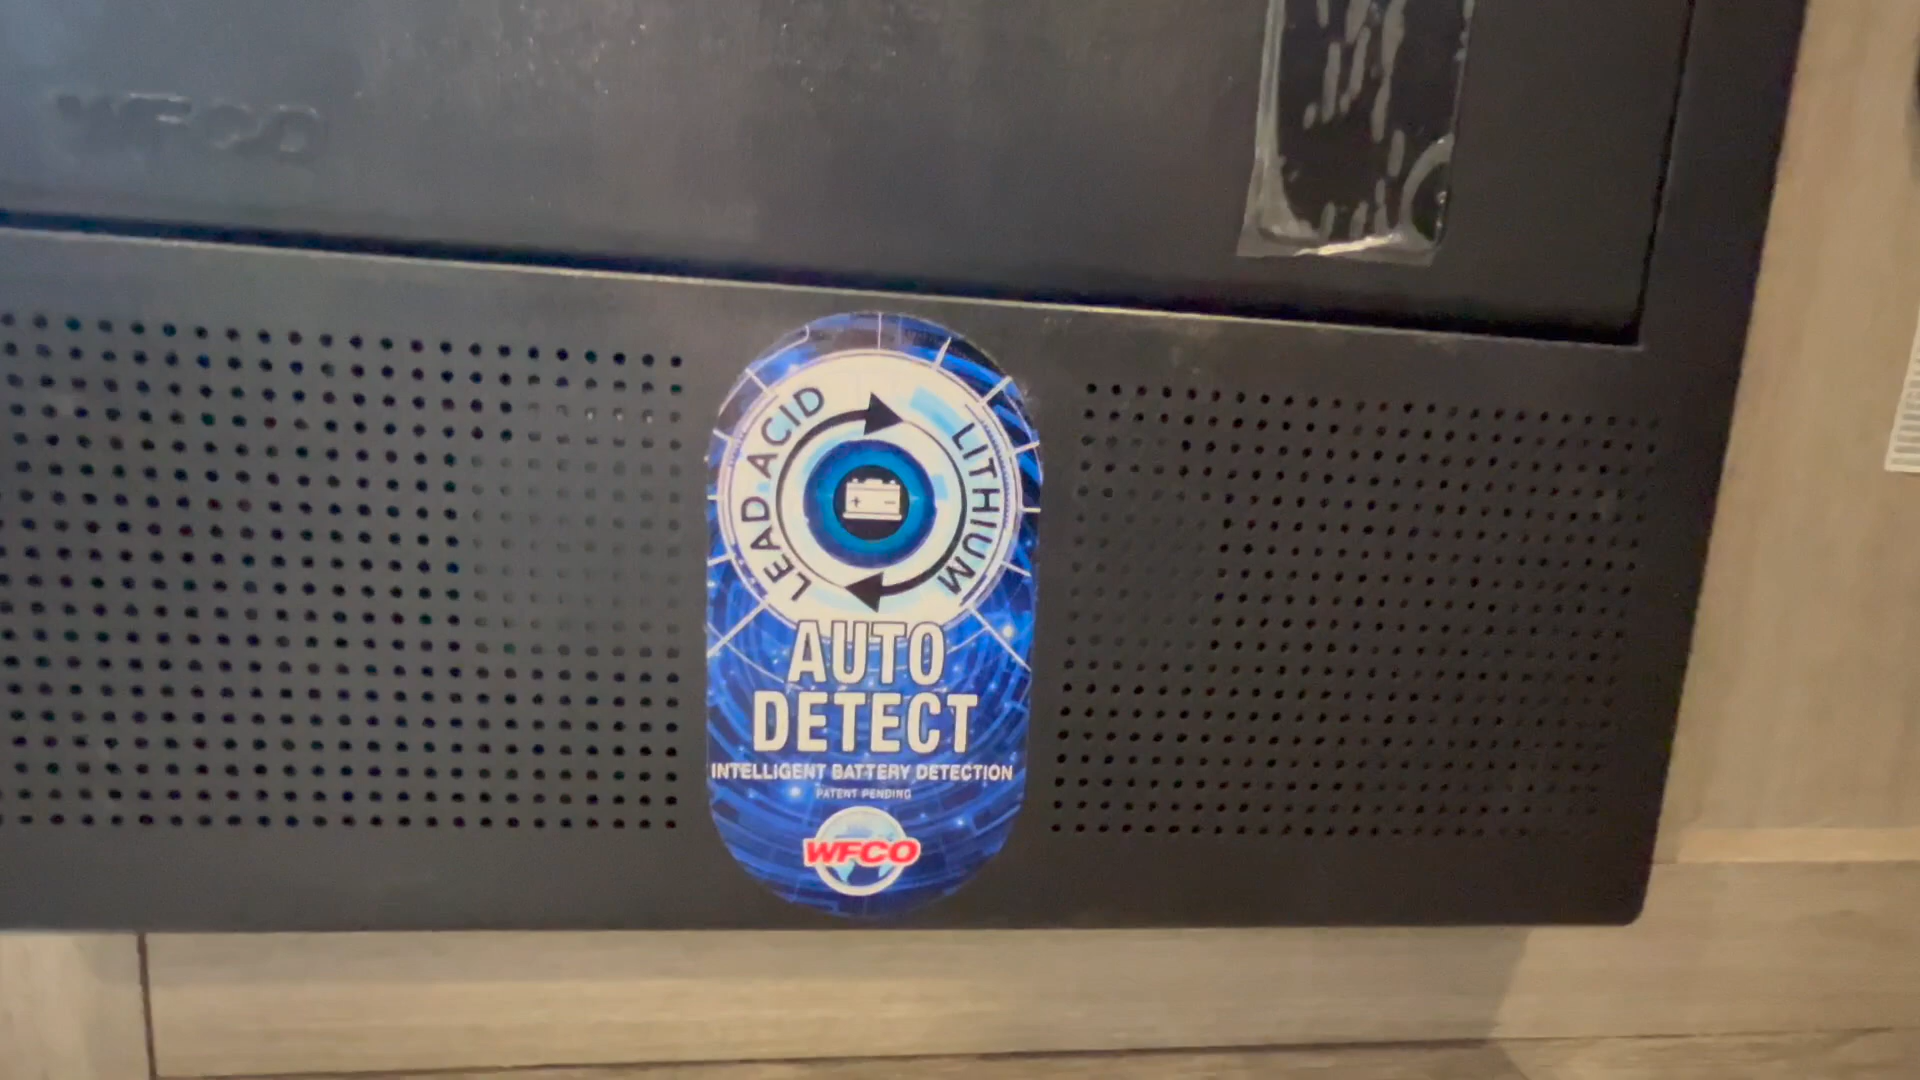 WFCO
LEAD ACID
LITHIUM
+ -
AUTO
DETECT
INTELLIGENT BATTERY DETECTION
PATENT PENDING
WFCO